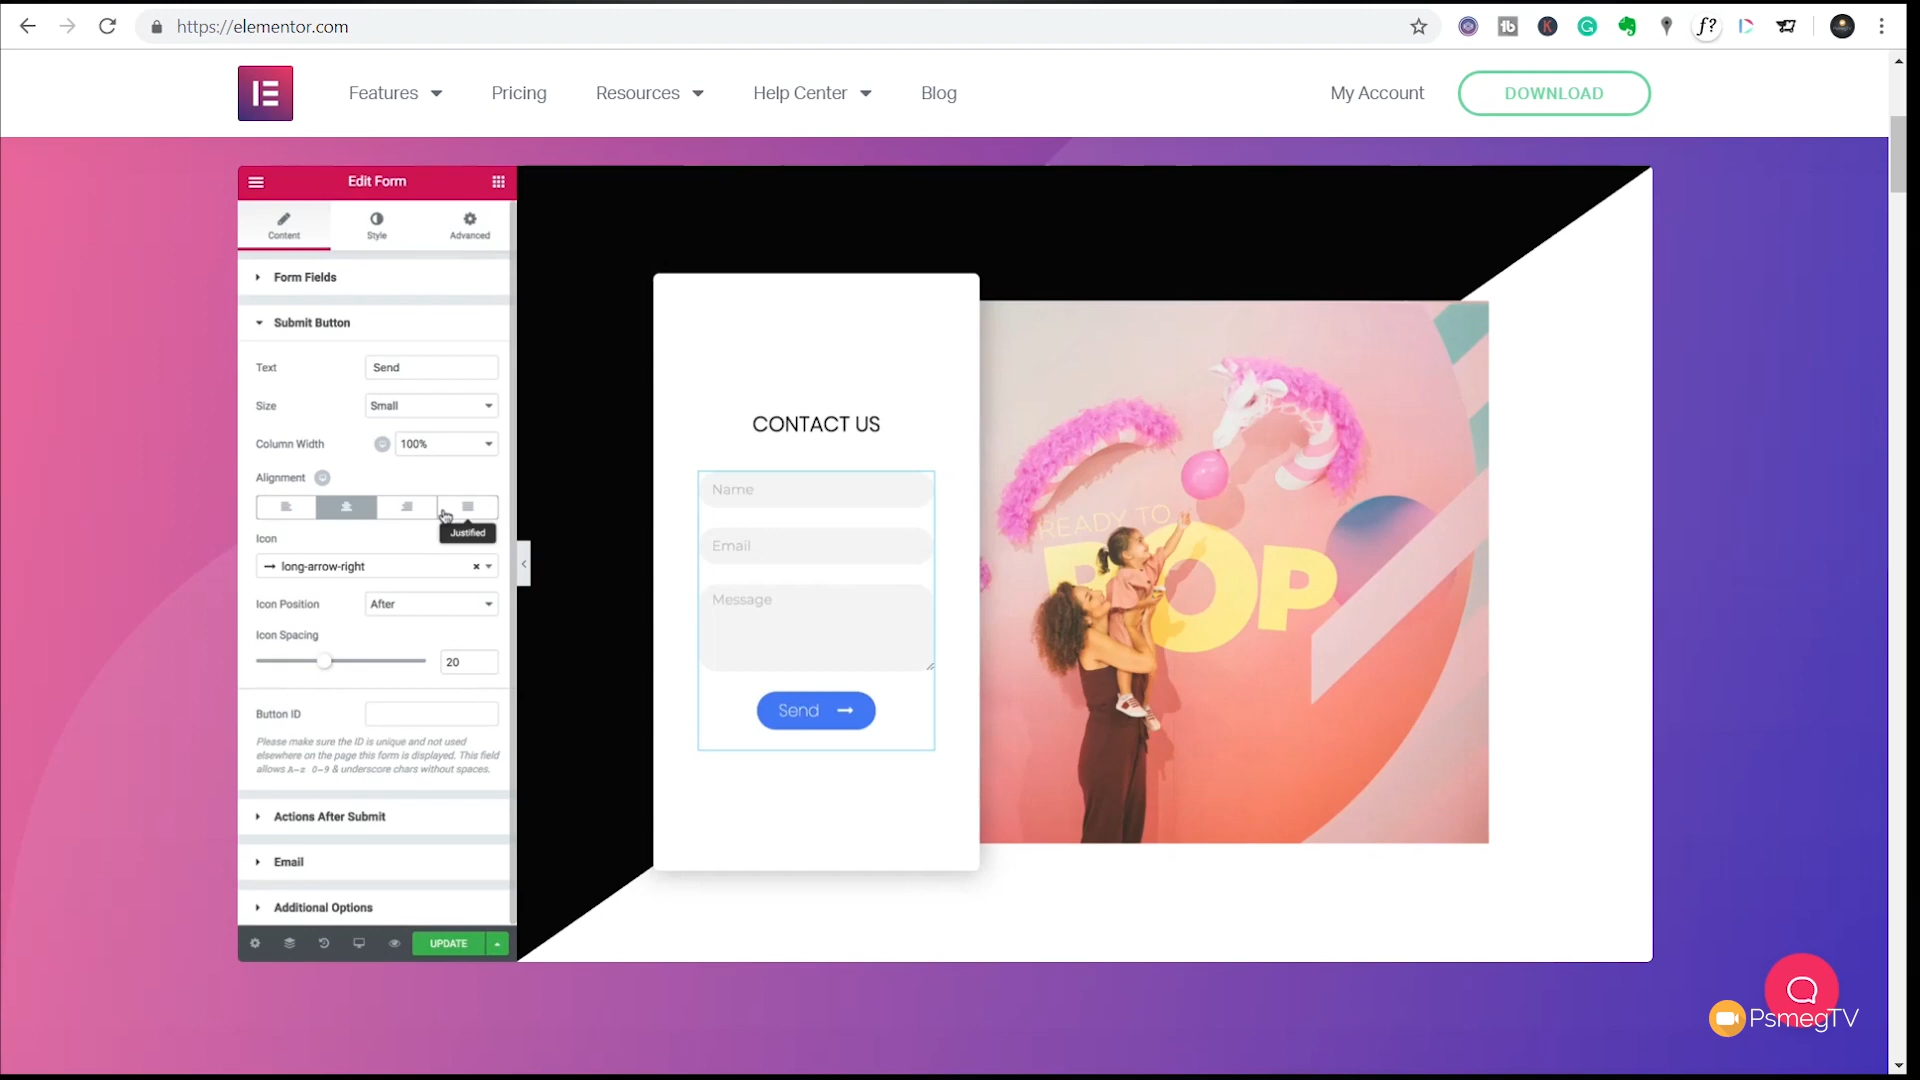 https://elementor.com
Features
Pricing
Resources
Help Center
Blog
My Account
DOWNLOAD
Edit Form
Content
Style
Advanced
Form Fields
Submit Button
Text
Send
Size
Small
Column Width
100%
Alignment
Justified
Icon
long-arrow-right
Icon Position
After
Icon Spacing
20
Button ID
Please make sure the ID is unique and not used
elsewhere on the page this form is displayed. This field
allows A-z 0-9 & underscore chars without spaces.
Actions After Submit
Email
Additional Options
UPDATE
CONTACT US
Name
Email
Message
Send
READY TO
POP
PsmegTV